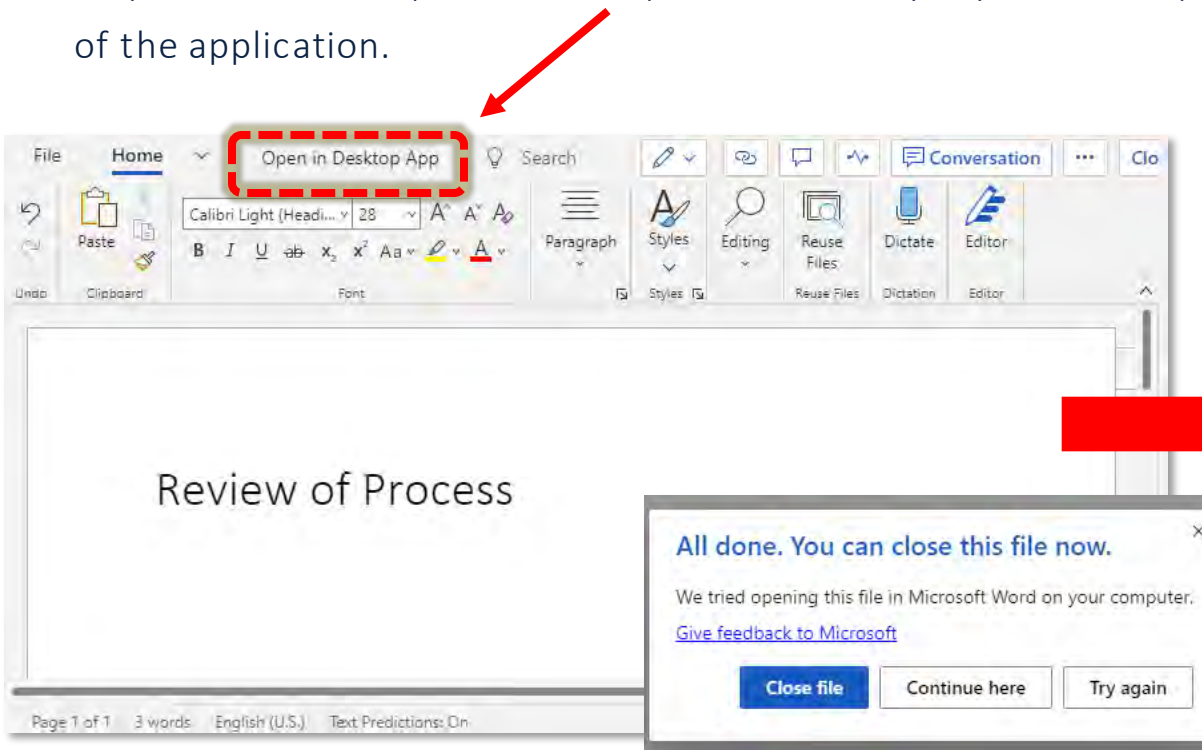 of the application.
File Home Open in Desktop App Search Conversation ... Clo
Calibri Light (Headi... 28 A A A
Paste B I U ab x₂ x² Aa A Paragraph Styles Editing Reuse Files Dictate Editor
Undo Clipboard Font Styles Reuse Files Dictation Editor
Review of Process
All done. You can close this file now.
We tried opening this file in Microsoft Word on your computer.
Give feedback to Microsoft
Close file Continue here Try again
Page 1 of 1 3 words English (U.S.) Text Predictions: On